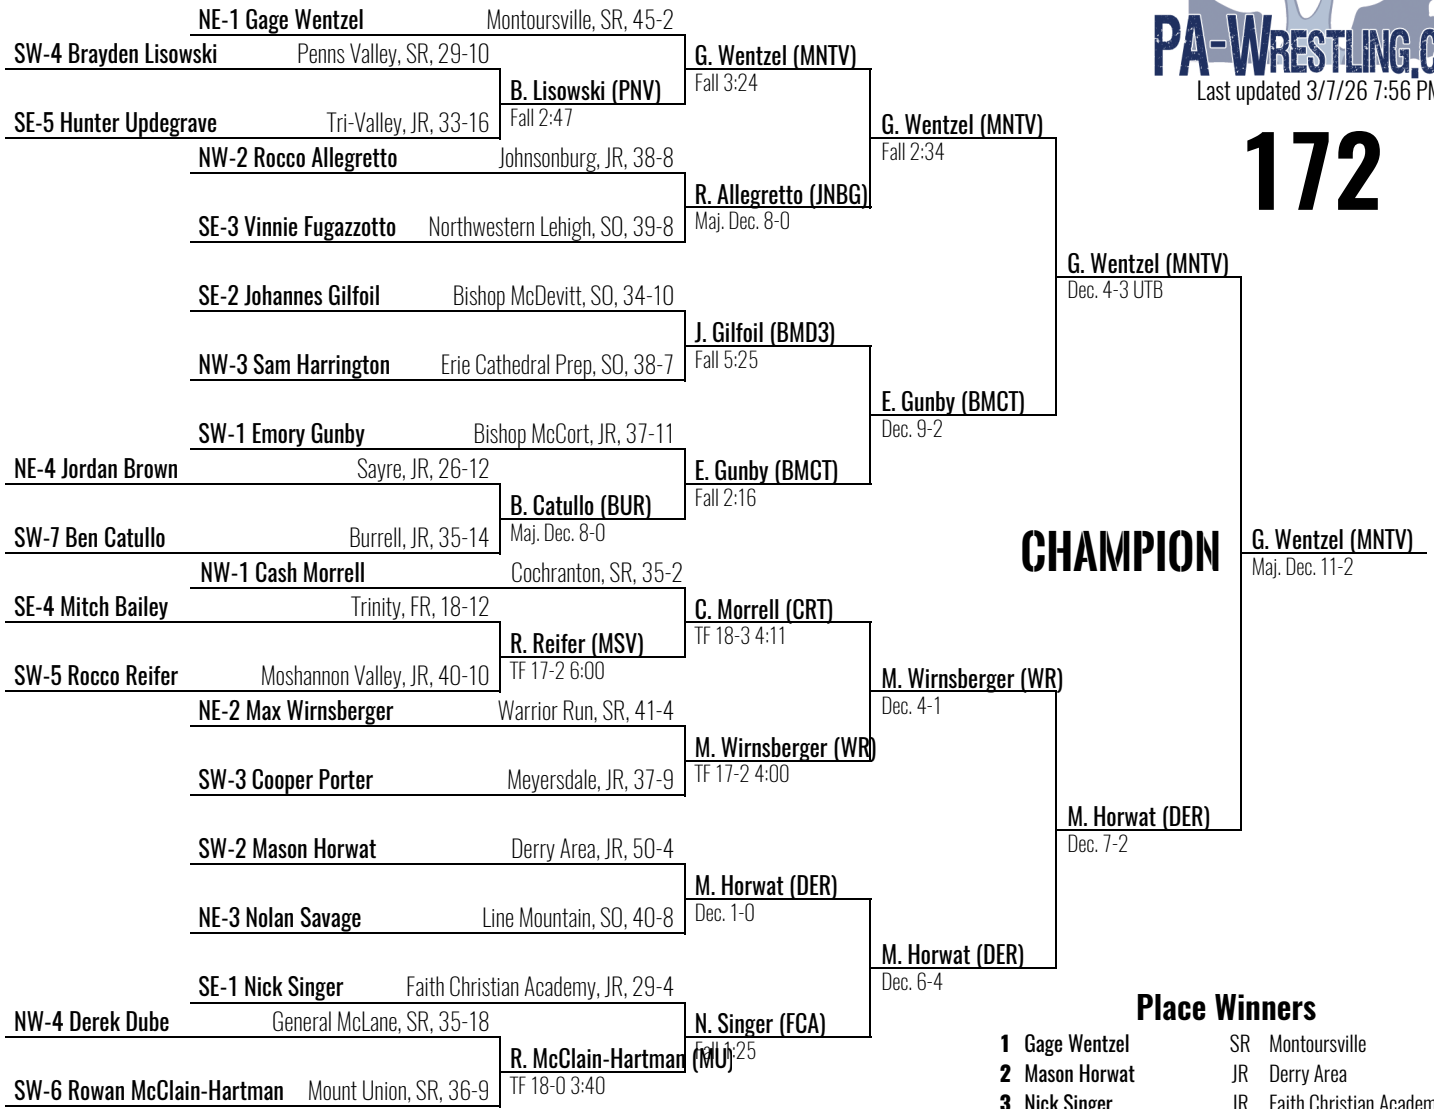 NE-1 Gage Wentzel Montoursville, SR, 45-2
SW-4 Brayden Lisowski Penns Valley, SR, 29-10
SE-5 Hunter Updegrave Tri-Valley, JR, 33-16
NW-2 Rocco Allegretto Johnsonburg, JR, 38-8
SE-3 Vinnie Fugazzotto Northwestern Lehigh, SO, 39-8
SE-2 Johannes Gilfoil Bishop McDevitt, SO, 34-10
NW-3 Sam Harrington Erie Cathedral Prep, SO, 38-7
SW-1 Emory Gunby Bishop McCort, JR, 37-11
NE-4 Jordan Brown Sayre, JR, 26-12
SW-7 Ben Catullo Burrell, JR, 35-14
NW-1 Cash Morrell Cochranton, SR, 35-2
SE-4 Mitch Bailey Trinity, FR, 18-12
SW-5 Rocco Reifer Moshannon Valley, JR, 40-10
NE-2 Max Wirnsberger Warrior Run, SR, 41-4
SW-3 Cooper Porter Meyersdale, JR, 37-9
SW-2 Mason Horwat Derry Area, JR, 50-4
NE-3 Nolan Savage Line Mountain, SO, 40-8
SE-1 Nick Singer Faith Christian Academy, JR, 29-4
NW-4 Derek Dube General McLane, SR, 35-18
SW-6 Rowan McClain-Hartman Mount Union, SR, 36-9
B. Lisowski (PNV)
Fall 2:47
B. Catullo (BUR)
Maj. Dec. 8-0
R. Reifer (MSV)
TF 17-2 6:00
R. McClain-Hartman (MU)
TF 18-0 3:40
G. Wentzel (MNTV)
Fall 3:24
R. Allegretto (JNBG)
Maj. Dec. 8-0
J. Gilfoil (BMD3)
Fall 5:25
E. Gunby (BMCT)
Fall 2:16
C. Morrell (CRT)
TF 18-3 4:11
M. Wirnsberger (WR)
TF 17-2 4:00
M. Horwat (DER)
Dec. 1-0
N. Singer (FCA)
Fall 1:25
G. Wentzel (MNTV)
Fall 2:34
E. Gunby (BMCT)
Dec. 9-2
M. Wirnsberger (WR)
Dec. 4-1
M. Horwat (DER)
Dec. 6-4
G. Wentzel (MNTV)
Dec. 4-3 UTB
M. Horwat (DER)
Dec. 7-2
CHAMPION
G. Wentzel (MNTV)
Maj. Dec. 11-2
PA-WRESTLING.C
Last updated 3/7/26 7:56 PM
172
Place Winners
1 Gage Wentzel SR Montoursville
2 Mason Horwat JR Derry Area
3 Nick Singer JR Faith Christian Academ